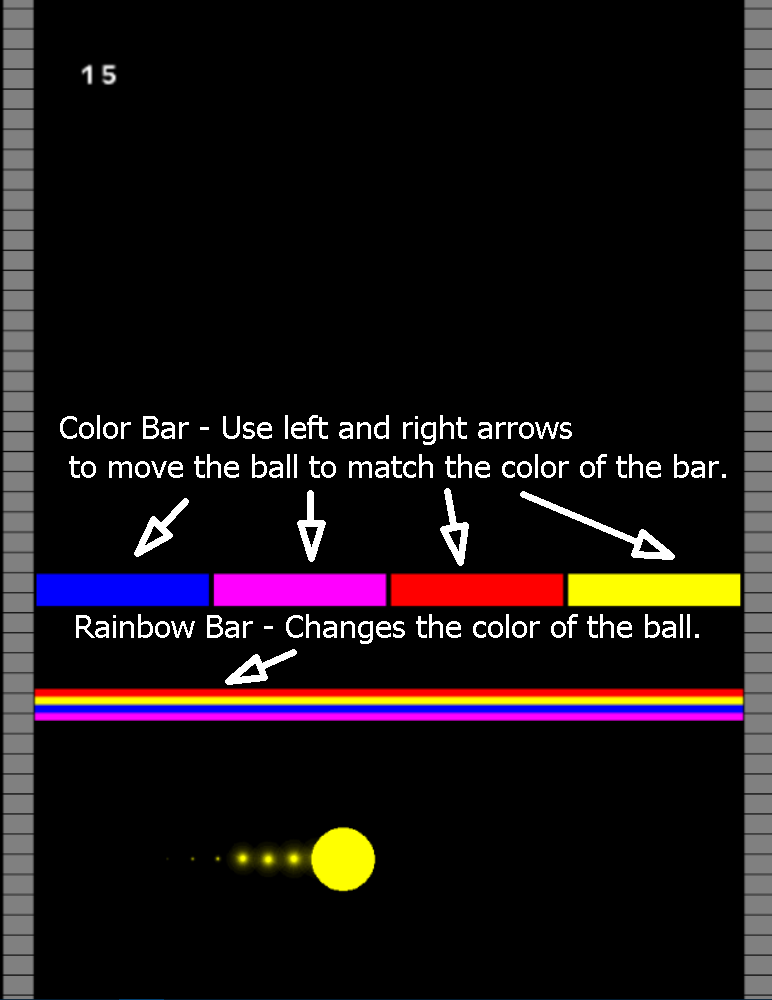 15
Color Bar - Use left and right arrows
to move the ball to match the color of the bar.
Rainbow Bar - Changes the color of the ball.